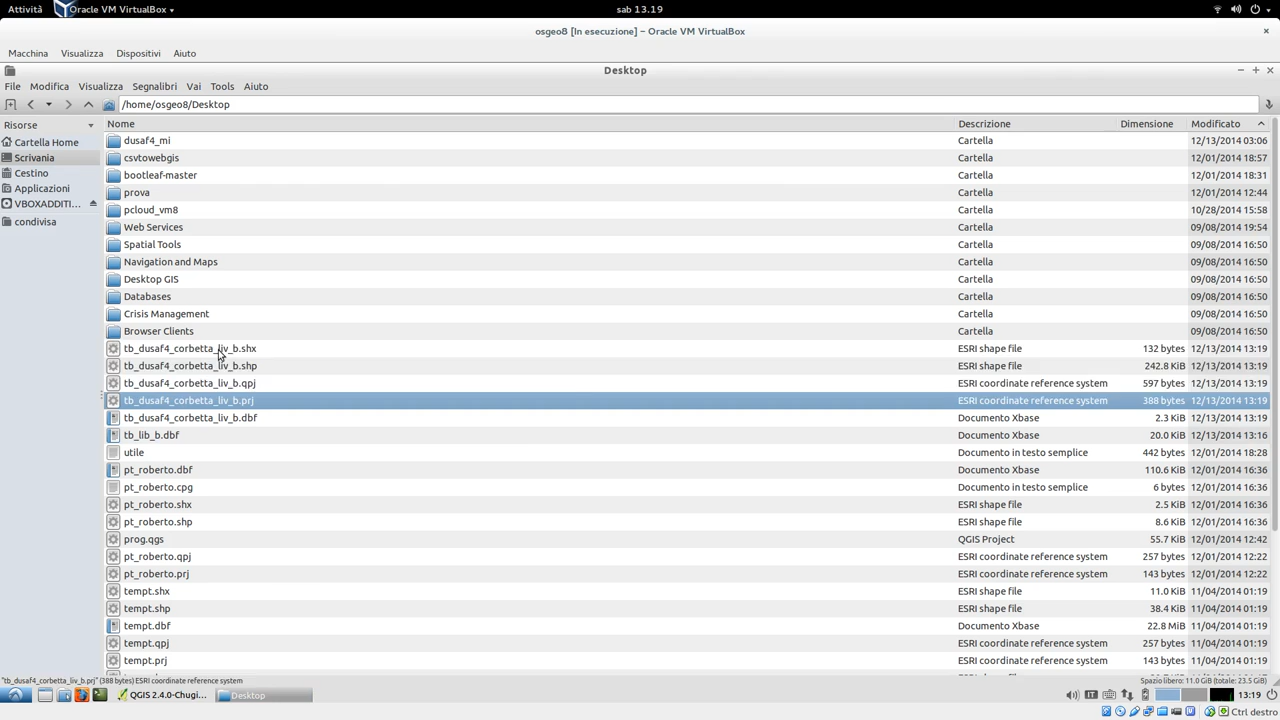 Attività Oracle VM VirtualBox sab 13.19
osgeo8 [In esecuzione] - Oracle VM VirtualBox
Macchina Visualizza Dispositivi Aiuto
Desktop
File Modifica Visualizza Segnalibri Vai Tools Aiuto
/home/osgeo8/Desktop
Risorse
Cartella Home
Scrivania
Cestino
Applicazioni
VBOXADDITI...
condivisa
Nome Descrizione Dimensione Modificato
dusaf4_mi Cartella 12/13/2014 03:06
csvtowebgis Cartella 12/01/2014 18:57
bootleaf-master Cartella 12/01/2014 18:31
prova Cartella 12/01/2014 12:44
pcloud_vm8 Cartella 10/28/2014 15:58
Web Services Cartella 09/08/2014 19:54
Spatial Tools Cartella 09/08/2014 16:50
Navigation and Maps Cartella 09/08/2014 16:50
Desktop GIS Cartella 09/08/2014 16:50
Databases Cartella 09/08/2014 16:50
Crisis Management Cartella 09/08/2014 16:50
Browser Clients Cartella 09/08/2014 16:50
tb_dusaf4_corbetta_liv_b.shx ESRI shape file 132 bytes 12/13/2014 13:19
tb_dusaf4_corbetta_liv_b.shp ESRI shape file 242.8 KiB 12/13/2014 13:19
tb_dusaf4_corbetta_liv_b.qpj ESRI coordinate reference system 597 bytes 12/13/2014 13:19
tb_dusaf4_corbetta_liv_b.prj ESRI coordinate reference system 388 bytes 12/13/2014 13:19
tb_dusaf4_corbetta_liv_b.dbf Documento Xbase 2.3 KiB 12/13/2014 13:19
tb_lib_b.dbf Documento Xbase 20.0 KiB 12/13/2014 13:16
utile Documento in testo semplice 442 bytes 12/01/2014 18:28
pt_roberto.dbf Documento Xbase 110.6 KiB 12/01/2014 16:36
pt_roberto.cpg Documento in testo semplice 6 bytes 12/01/2014 16:36
pt_roberto.shx ESRI shape file 2.5 KiB 12/01/2014 16:36
pt_roberto.shp ESRI shape file 8.6 KiB 12/01/2014 16:36
prog.qgs QGIS Project 55.7 KiB 12/01/2014 12:42
pt_roberto.qpj ESRI coordinate reference system 257 bytes 12/01/2014 12:22
pt_roberto.prj ESRI coordinate reference system 143 bytes 12/01/2014 12:22
tempt.shx ESRI shape file 11.0 KiB 11/04/2014 01:19
tempt.shp ESRI shape file 38.4 KiB 11/04/2014 01:19
tempt.dbf Documento Xbase 22.8 MiB 11/04/2014 01:19
tempt.qpj ESRI coordinate reference system 257 bytes 11/04/2014 01:19
tempt.prj ESRI coordinate reference system 143 bytes 11/04/2014 01:19
"tb_dusaf4_corbetta_liv_b.prj" (388 bytes) ESRI coordinate reference system Spazio libero: 11.0 GiB (totale: 23.5 GiB)
QGIS 2.4.0-Chugi... Desktop IT 13:19
Ctrl destro